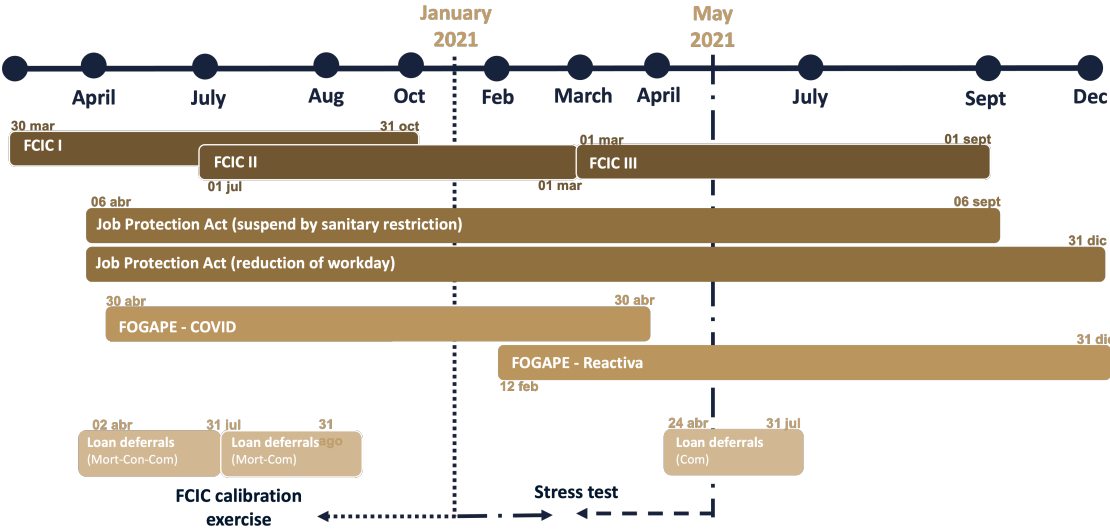 January
2021
May
2021
April
July
Aug
Oct
Feb
March
April
July
Sept
Dec
30 mar
31 oct
FCIC I
01 mar
01 sept
FCIC II
FCIC III
01 jul
01 mar
06 abr
06 sept
Job Protection Act (suspend by sanitary restriction)
31 dic
Job Protection Act (reduction of workday)
30 abr
30 abr
FOGAPE - COVID
31 dic
FOGAPE - Reactiva
12 feb
02 abr
31 jul
31
ago
Loan deferrals
(Mort-Con-Com)
Loan deferrals
(Mort-Com)
24 abr
31 jul
Loan deferrals
(Com)
FCIC calibration
exercise
Stress test